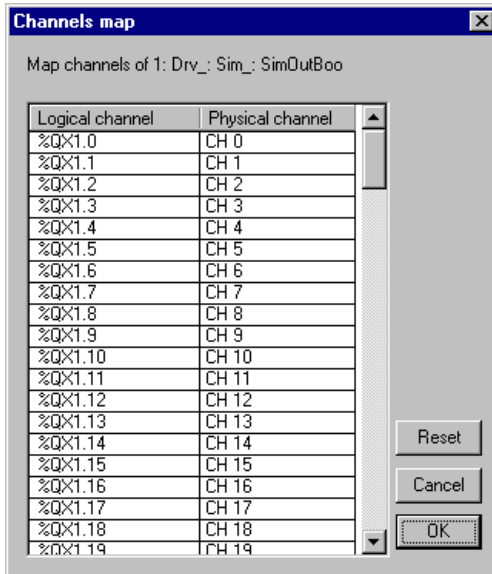 Channels map
Map channels of 1: Drv_: Sim_: SimOutBoo
Logical channel Physical channel
%QX1.0 CH 0
%QX1.1 CH 1
%QX1.2 CH 2
%QX1.3 CH 3
%QX1.4 CH 4
%QX1.5 CH 5
%QX1.6 CH 6
%QX1.7 CH 7
%QX1.8 CH 8
%QX1.9 CH 9
%QX1.10 CH 10
%QX1.11 CH 11
%QX1.12 CH 12
%QX1.13 CH 13
%QX1.14 CH 14
%QX1.15 CH 15
%QX1.16 CH 16
%QX1.17 CH 17
%QX1.18 CH 18
%QX1.19 CH 19
Reset
Cancel
OK